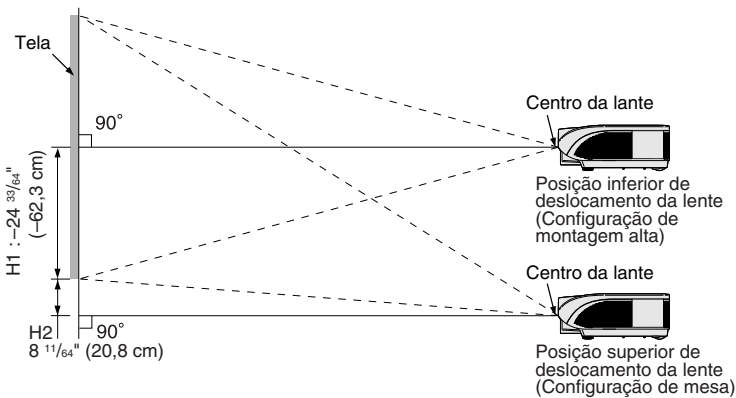 Tela
90°
Centro da lante
H1 : –24 33/64"
(–62,3 cm)
Posição inferior de
deslocamento da lente
(Configuração de
montagem alta)
Centro da lante
H2
8 11/64" (20,8 cm)
90°
Posição superior de
deslocamento da lente
(Configuração de mesa)